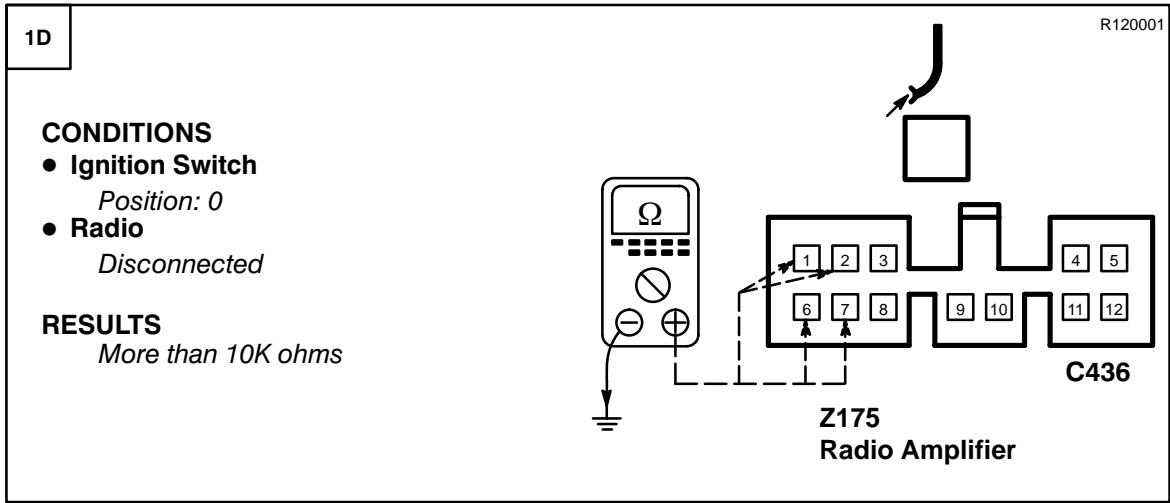 1D
R120001
CONDITIONS
● Ignition Switch
Position: 0
● Radio
Disconnected
RESULTS
More than 10K ohms
Ω
1 2 3 4 5
6 7 8 9 10 11 12
C436
Z175
Radio Amplifier